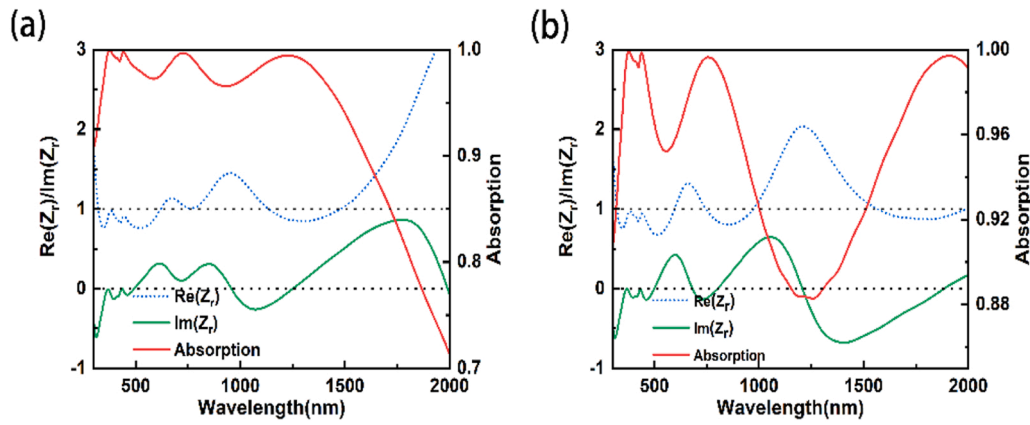 (a)
3
2
1
0
-1
Re(Zr)/Im(Zr)
1.0
0.9
0.8
0.7
Absorption
Re(Zr)
Im(Zr)
Absorption
500
1000
1500
2000
Wavelength(nm)
(b)
3
2
1
0
-1
Re(Zr)/Im(Zr)
1.00
0.96
0.92
0.88
Absorption
Re(Zr)
Im(Zr)
Absorption
500
1000
1500
2000
Wavelength(nm)